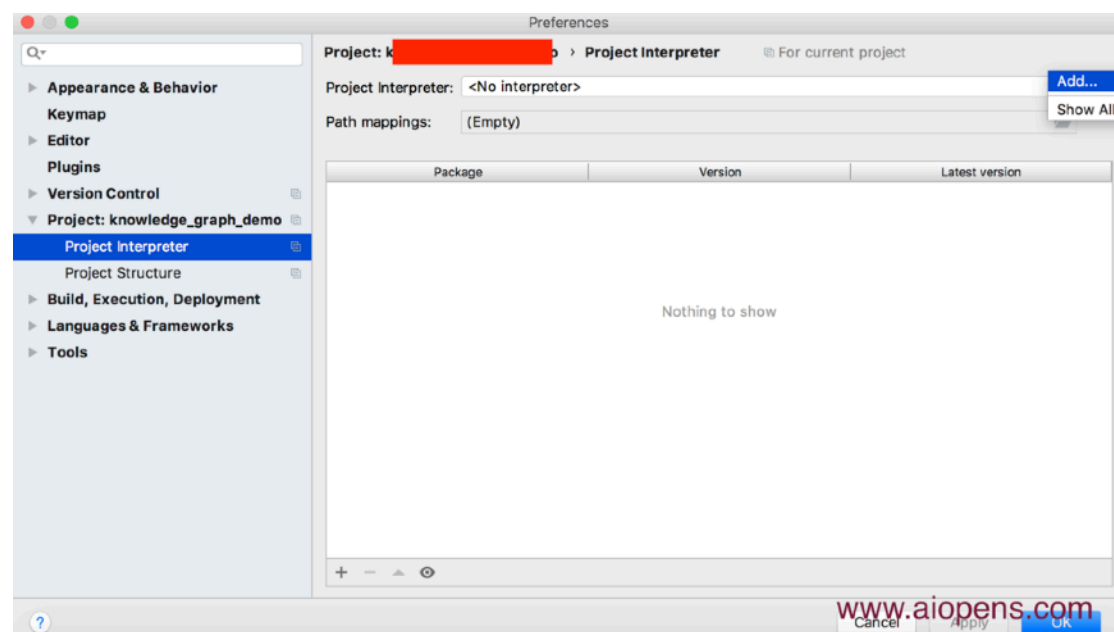 Preferences
Project: k
› Project Interpreter
For current project
Project Interpreter: <No interpreter>
Add...
Show All
Path mappings: (Empty)
Appearance & Behavior
Keymap
Editor
Plugins
Version Control
Project: knowledge_graph_demo
Project Interpreter
Project Structure
Build, Execution, Deployment
Languages & Frameworks
Tools
Package Version Latest version
Nothing to show
?
www.aiopens.com
Cancel Apply OK